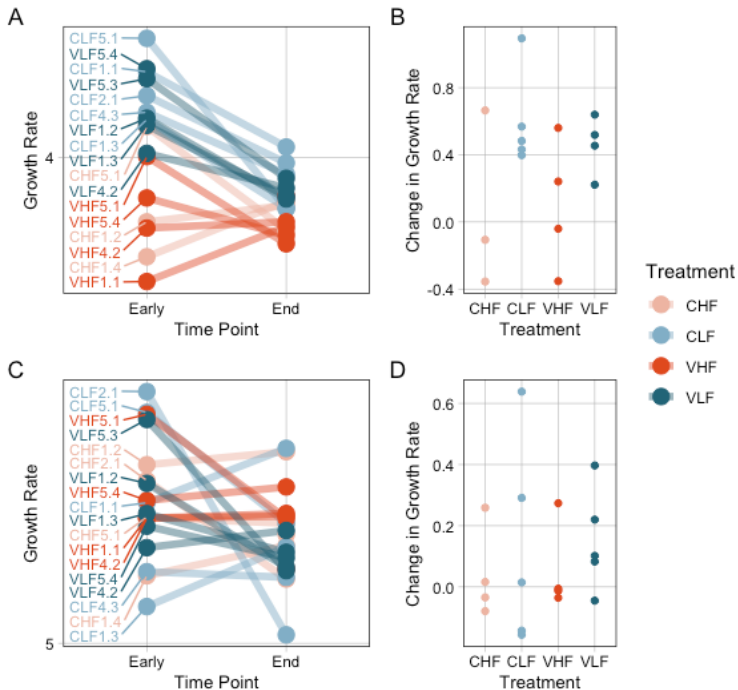 A
CLF5.1
VLF5.4
CLF1.1
VLF5.3
CLF2.1
CLF4.3
VLF1.2
CLF1.3
VLF1.3
CHF5.1
VLF4.2
VHF5.1
VHF5.4
CHF1.2
VHF4.2
CHF1.4
VHF1.1
Growth Rate
4
Early
End
Time Point
B
Change in Growth Rate
0.8
0.4
0.0
-0.4
CHF CLF VHF VLF
Treatment
Treatment
CHF
CLF
VHF
VLF
C
CLF2.1
CLF5.1
VHF5.1
VLF5.3
CHF1.2
CHF2.1
VLF1.2
VHF5.4
CLF1.1
VLF1.3
CHF5.1
VHF1.1
VHF4.2
VLF5.4
VLF4.2
CLF4.3
CHF1.4
CLF1.3
Growth Rate
5
Early
End
Time Point
D
Change in Growth Rate
0.6
0.4
0.2
0.0
CHF CLF VHF VLF
Treatment